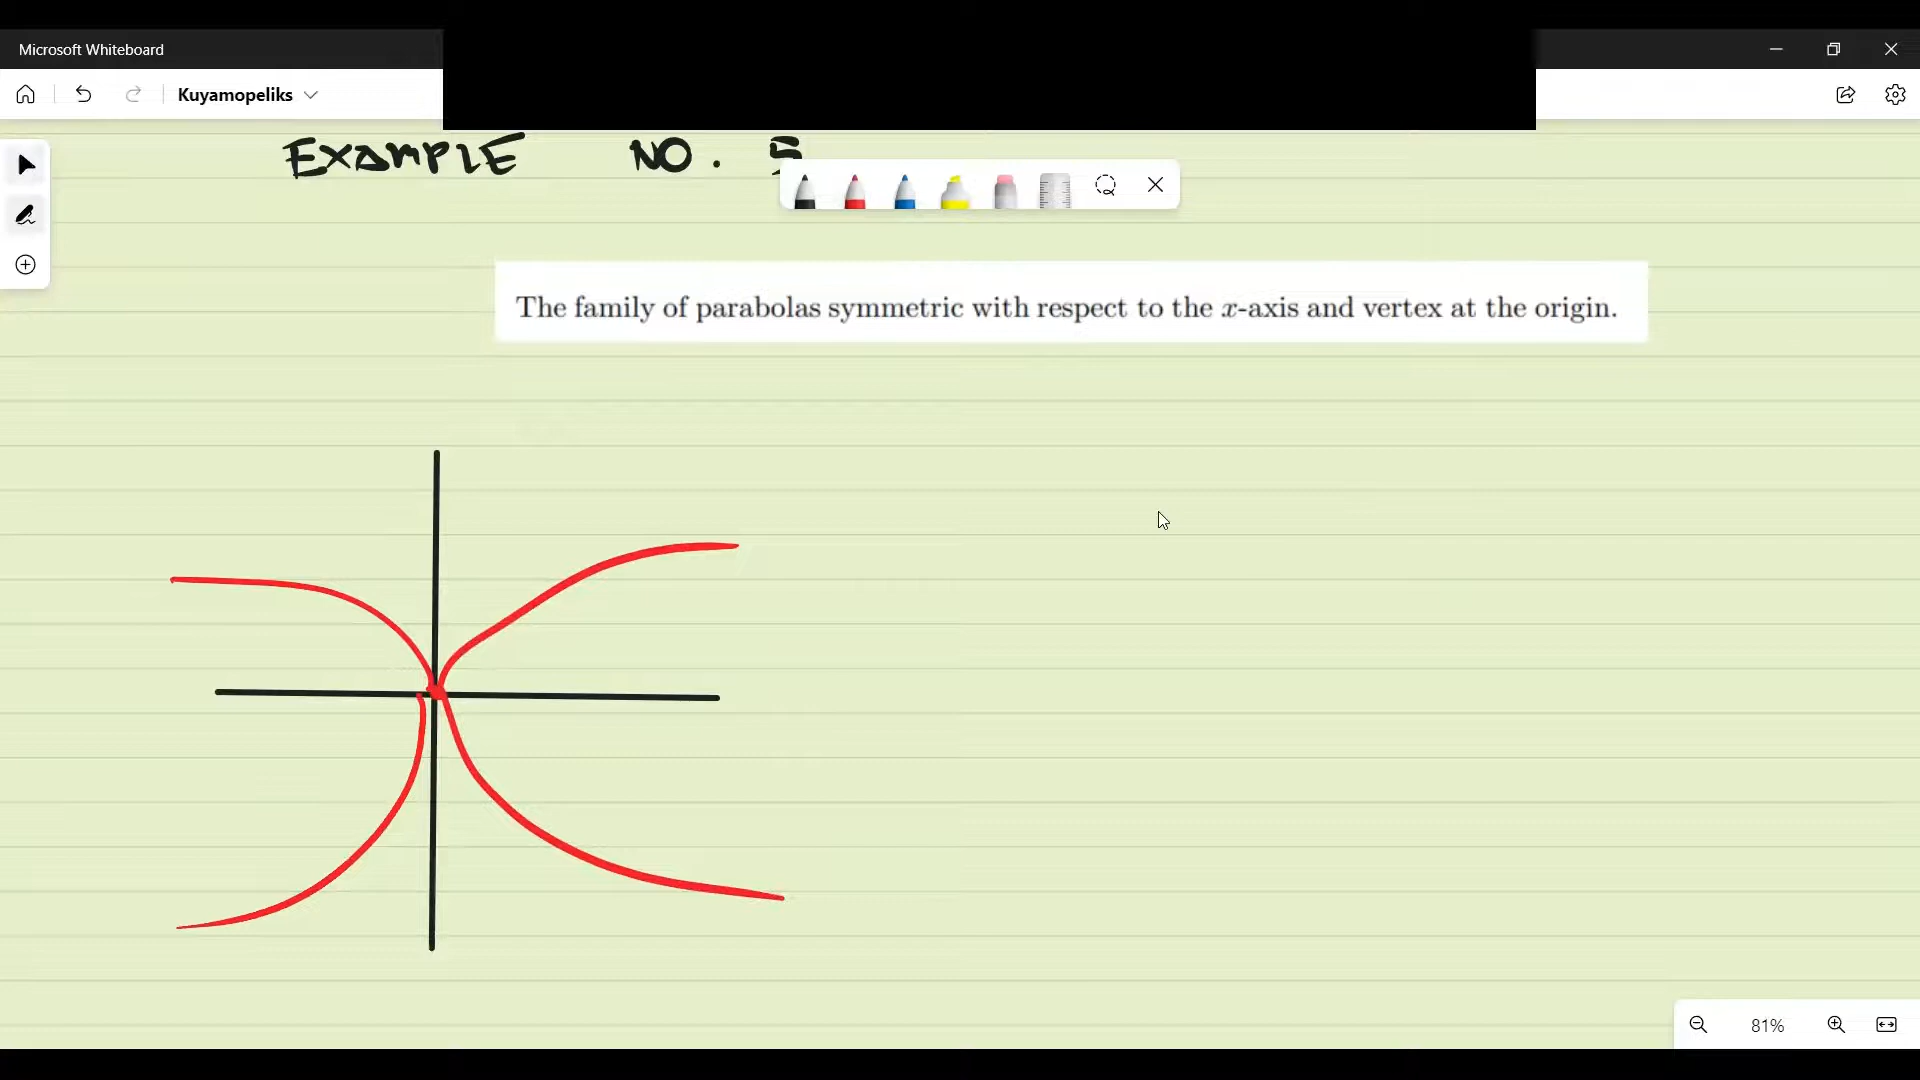 Microsoft Whiteboard
Kuyamopeliks
EXAMPLE NO. 5
The family of parabolas symmetric with respect to the x-axis and vertex at the origin.
81%